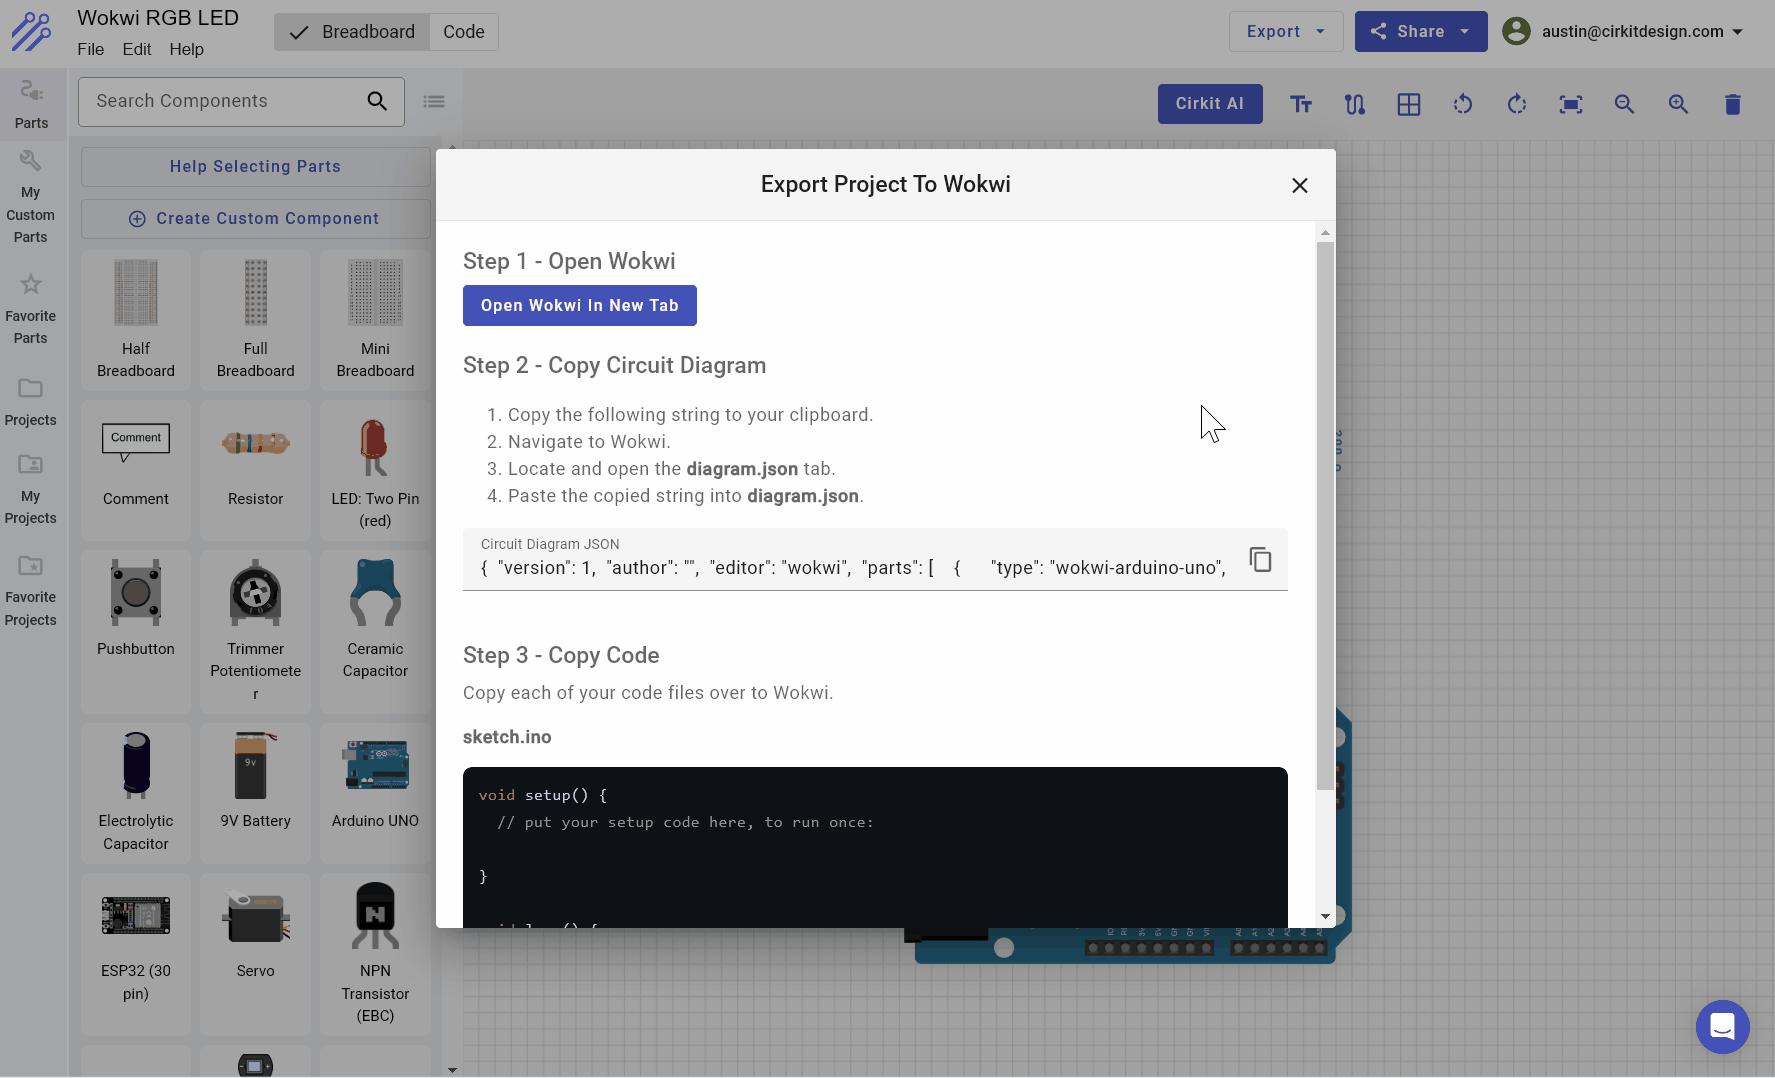 Wokwi RGB LED
File Edit Help
Breadboard Code
Export
Share
austin@cirkitdesign.com
Parts
My
Custom
Parts
Favorite
Parts
Projects
My
Projects
Favorite
Projects
Search Components
Cirkit AI
Help Selecting Parts
Create Custom Component
Half
Breadboard
Full
Breadboard
Mini
Breadboard
Comment
Comment
Resistor
LED: Two Pin
(red)
Pushbutton
Trimmer
Potentiomete
r
Ceramic
Capacitor
Electrolytic
Capacitor
9v
9V Battery
Arduino UNO
ESP32 (30
pin)
Servo
NPN
Transistor
(EBC)
Export Project To Wokwi
Step 1 - Open Wokwi
Open Wokwi In New Tab
Step 2 - Copy Circuit Diagram
1. Copy the following string to your clipboard.
2. Navigate to Wokwi.
3. Locate and open the diagram.json tab.
4. Paste the copied string into diagram.json.
Circuit Diagram JSON
{ "version": 1, "author": "", "editor": "wokwi", "parts": [ { "type": "wokwi-arduino-uno",
Step 3 - Copy Code
Copy each of your code files over to Wokwi.
sketch.ino
void setup() {
// put your setup code here, to run once:
}